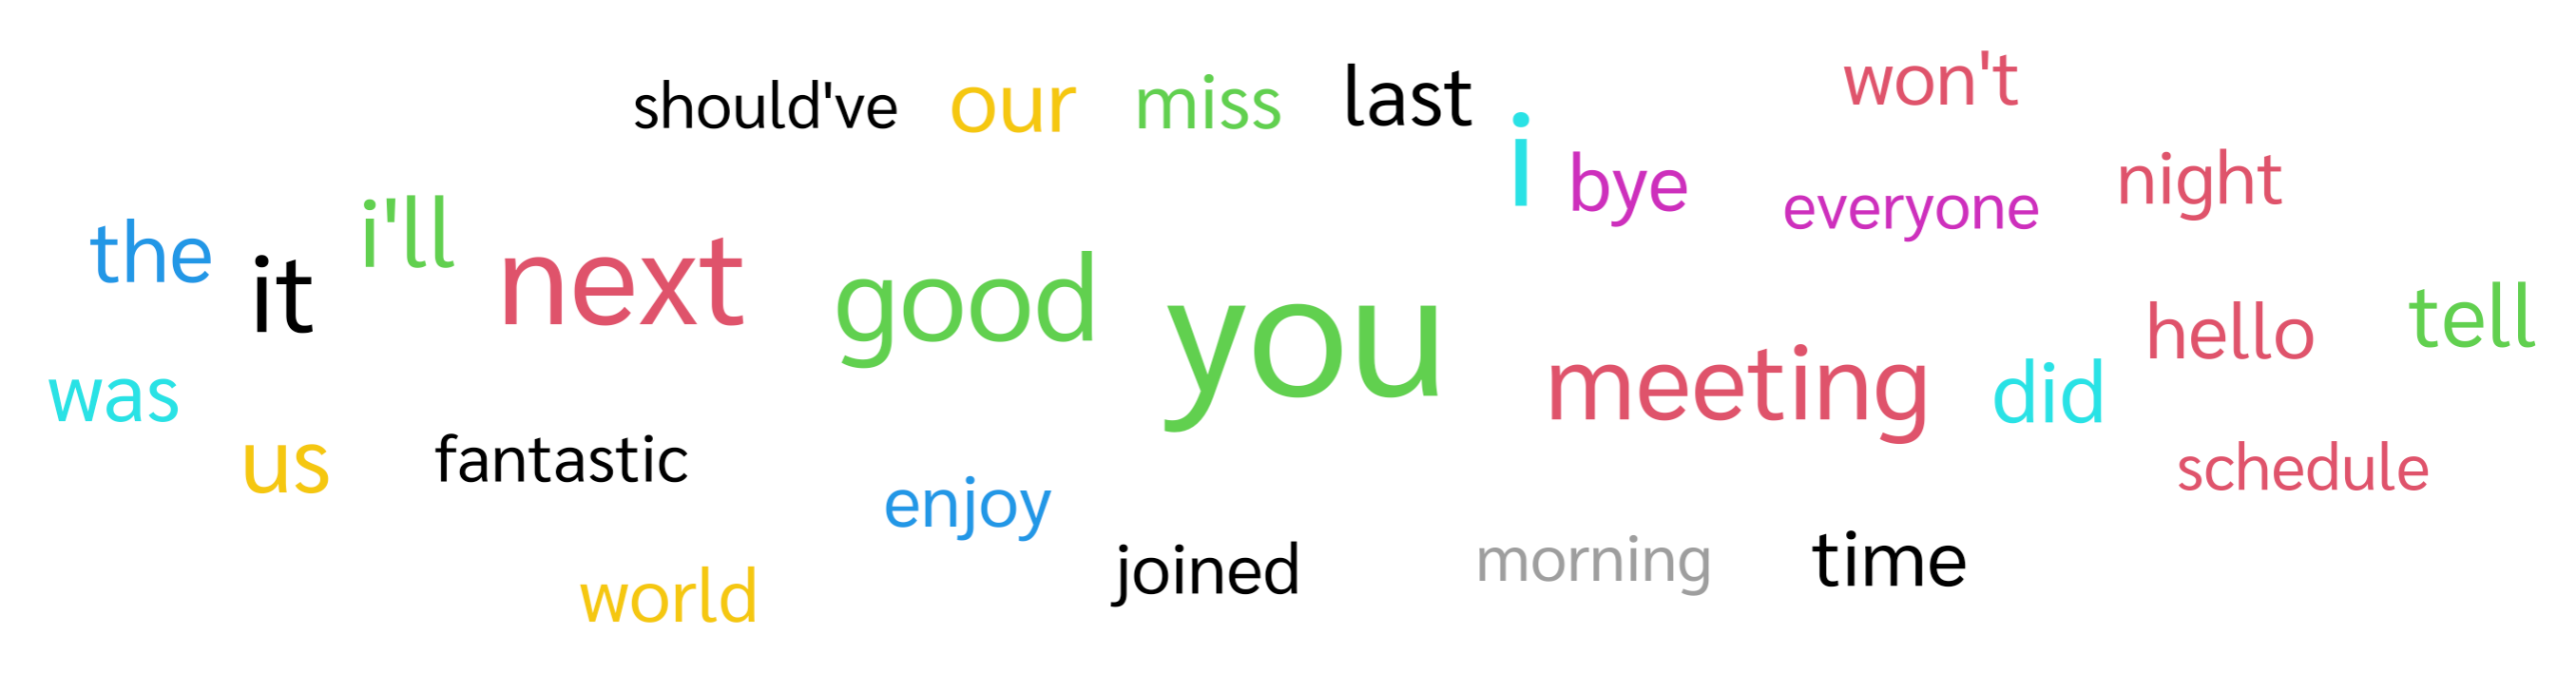 should've our miss last won't
i bye everyone night
the it i'll next good you
was meeting did hello tell
us fantastic enjoy schedule
world joined morning time